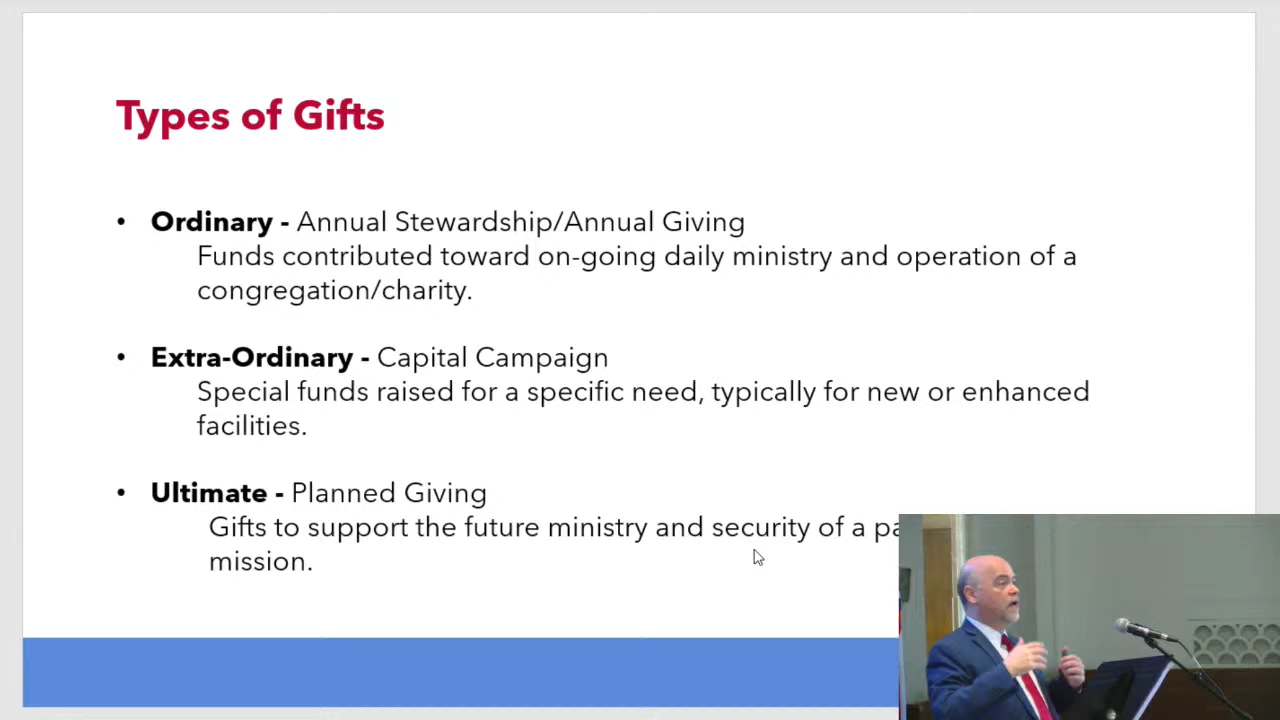 Types of Gifts
• Ordinary - Annual Stewardship/Annual Giving
Funds contributed toward on-going daily ministry and operation of a
congregation/charity.
• Extra-Ordinary - Capital Campaign
Special funds raised for a specific need, typically for new or enhanced
facilities.
• Ultimate - Planned Giving
Gifts to support the future ministry and security of a
mission.